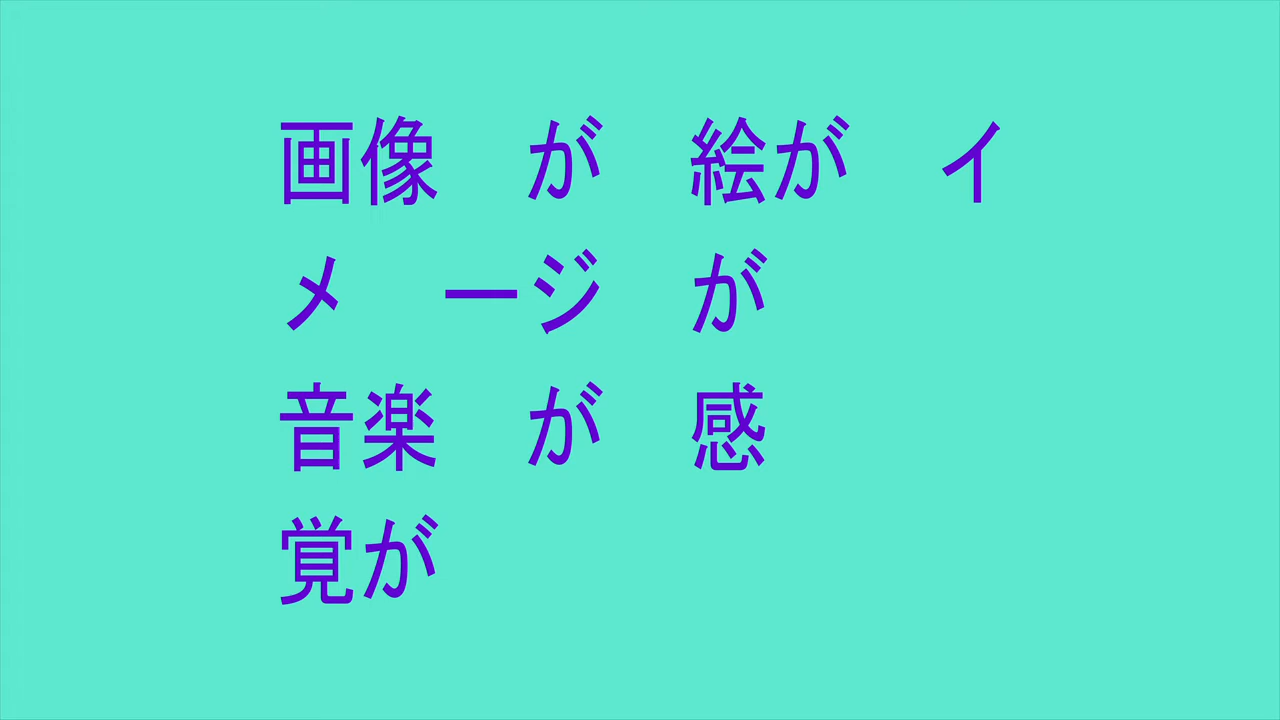 画像　が　絵が　イ
メ　ージ　が
音楽　が　感
覚が